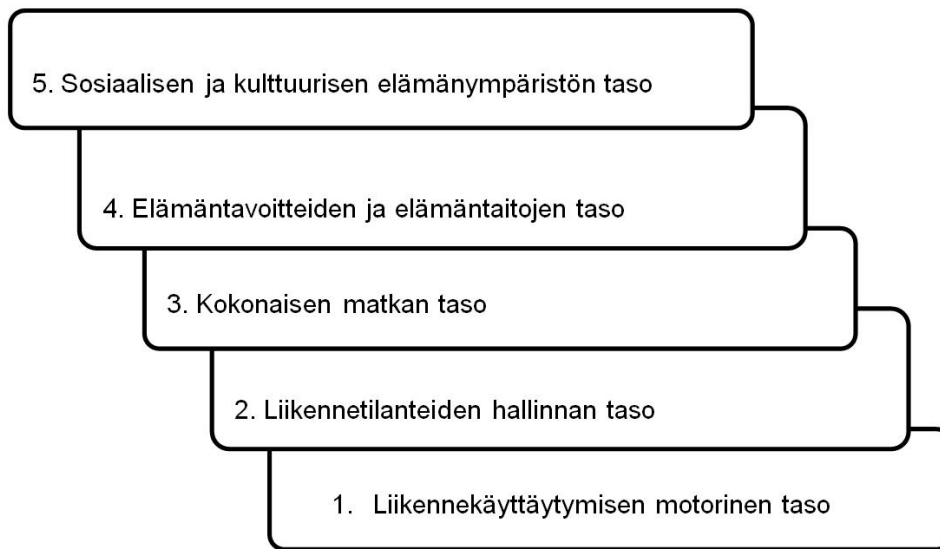 5. Sosiaalisen ja kulttuurisen elämänympäristön taso
4. Elämäntavoitteiden ja elämäntaitojen taso
3. Kokonaisen matkan taso
2. Liikennetilanteiden hallinnan taso
1. Liikennekäyttäytymisen motorinen taso